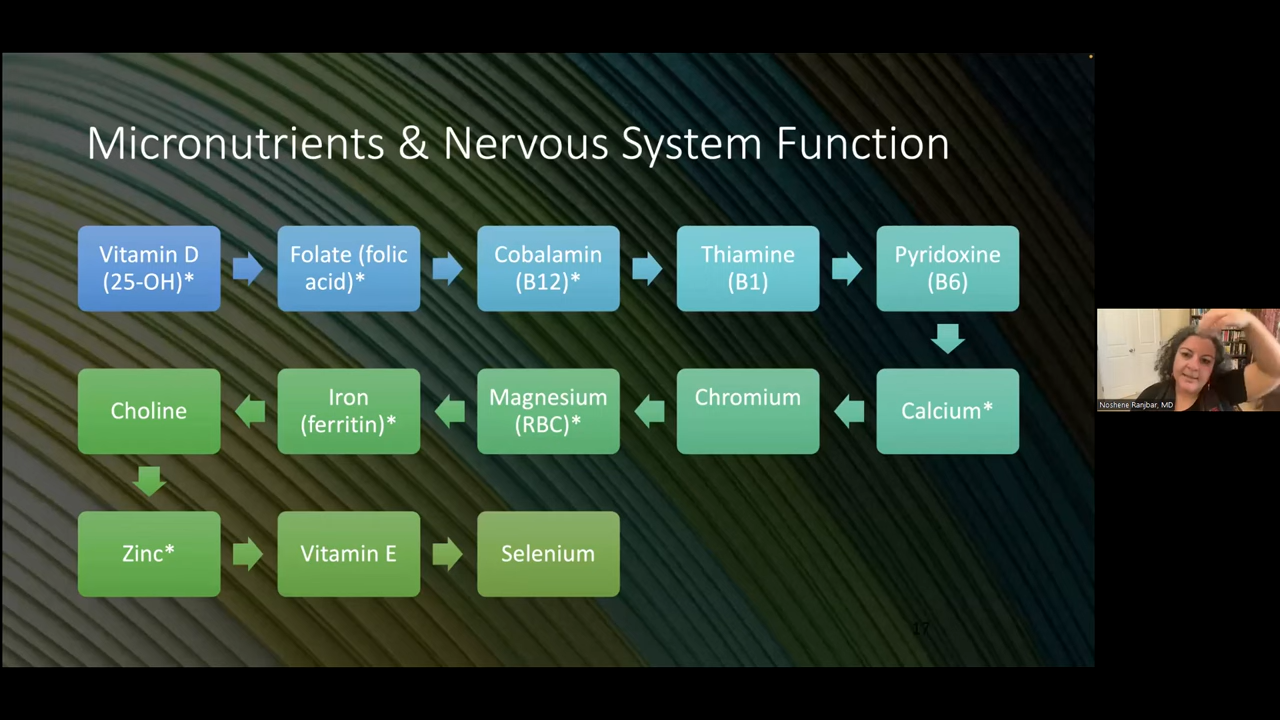 Micronutrients & Nervous System Function
Vitamin D
(25-OH)*
Folate (folic
acid)*
Cobalamin
(B12)*
Thiamine
(B1)
Pyridoxine
(B6)
Calcium*
Chromium
Magnesium
(RBC)*
Iron
(ferritin)*
Choline
Zinc*
Vitamin E
Selenium
17
Noshene Ranjbar, MD